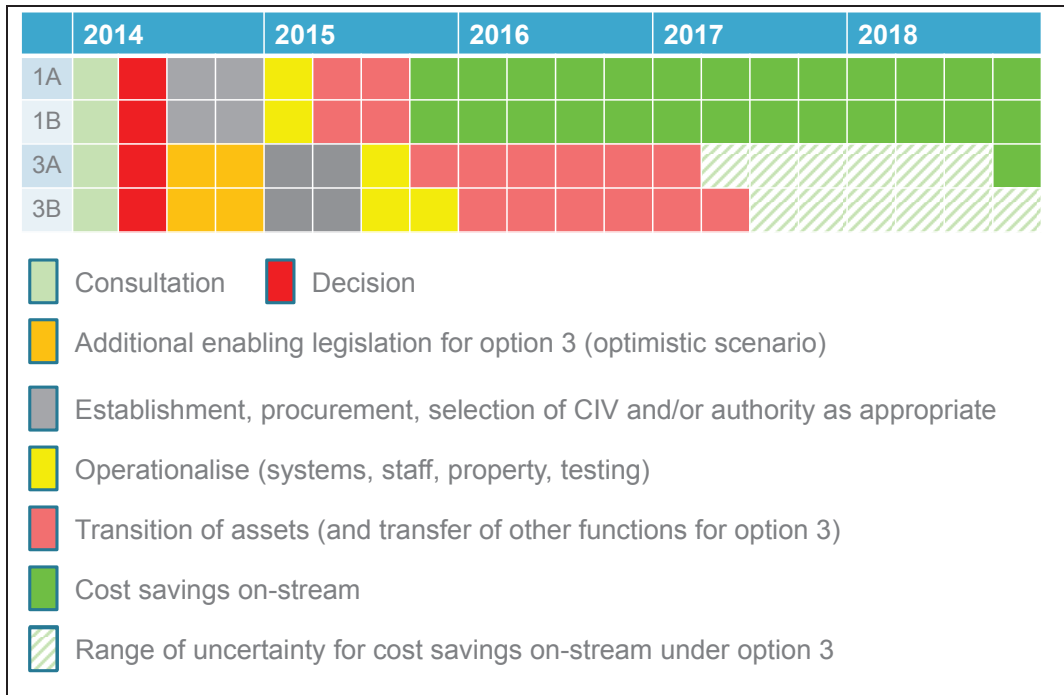 2014 2015 2016 2017 2018
1A
1B
3A
3B
Consultation Decision
Additional enabling legislation for option 3 (optimistic scenario)
Establishment, procurement, selection of CIV and/or authority as appropriate
Operationalise (systems, staff, property, testing)
Transition of assets (and transfer of other functions for option 3)
Cost savings on-stream
Range of uncertainty for cost savings on-stream under option 3